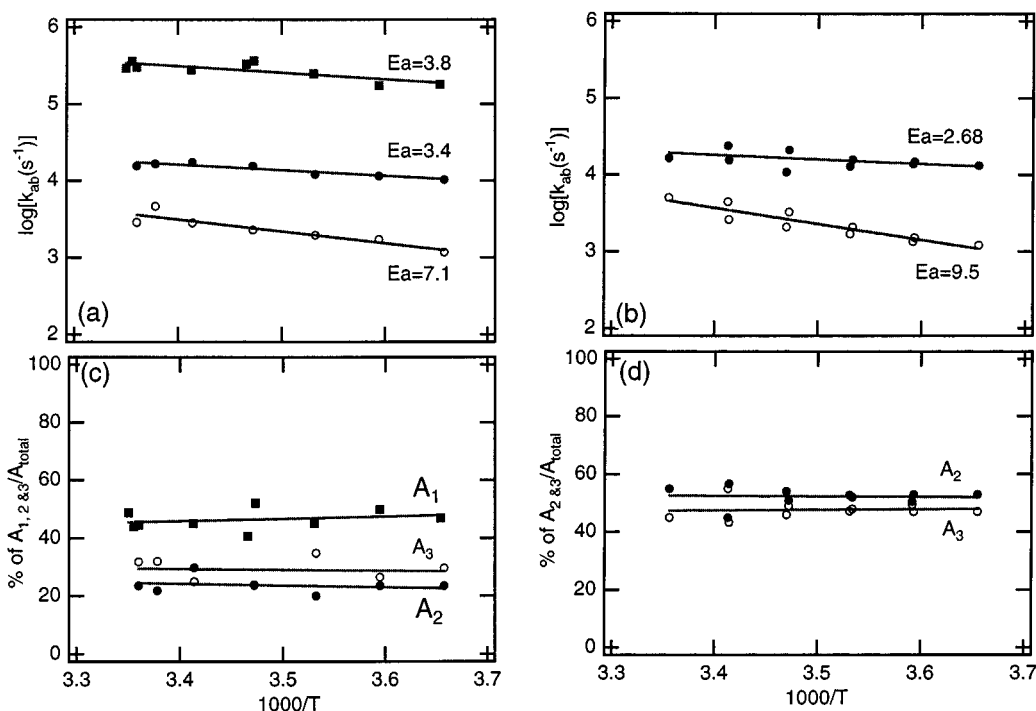 6
5
4
3
2
log[k_ab(s⁻¹)]
Ea=3.8
Ea=3.4
Ea=7.1
(a)
6
5
4
3
2
log[k_ab(s⁻¹)]
Ea=2.68
Ea=9.5
(b)
100
80
60
40
20
0
% of A_1, 2 &3/A_total
(c)
A_1
A_3
A_2
3.3 3.4 3.5 3.6 3.7
1000/T
100
80
60
40
20
0
% of A_2 &3/A_total
(d)
A_2
A_3
3.3 3.4 3.5 3.6 3.7
1000/T